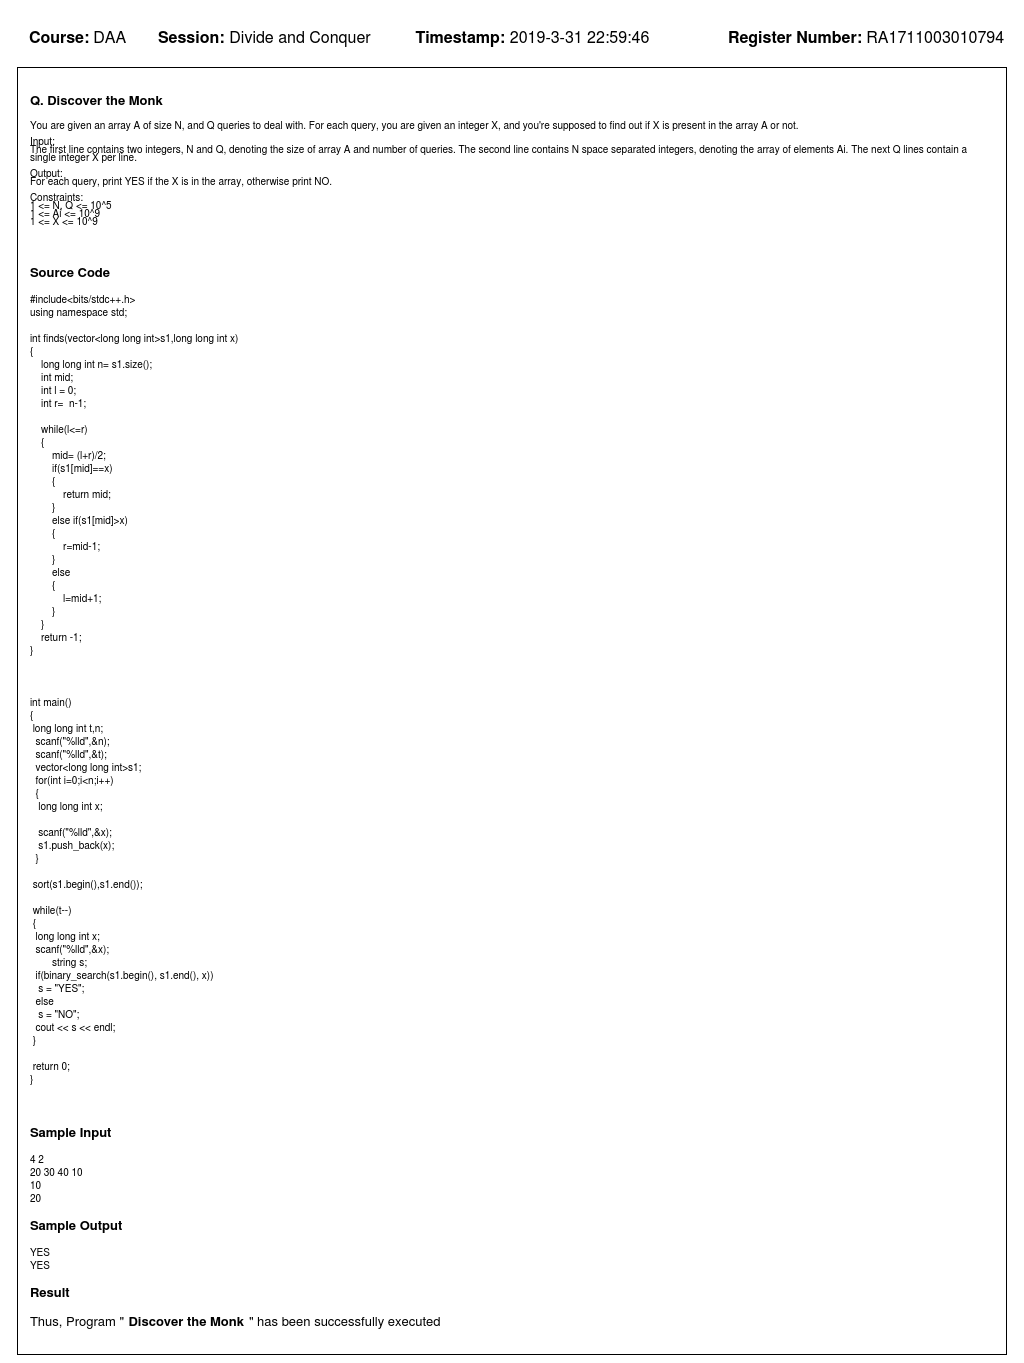 Course: DAA Session: Divide and Conquer Timestamp: 2019-3-31 22:59:46 Register Number: RA1711003010794
Q. Discover the Monk
You are given an array A of size N, and Q queries to deal with. For each query, you are given an integer X, and you're supposed to find out if X is present in the array A or not.
Input:
The first line contains two integers, N and Q, denoting the size of array A and number of queries. The second line contains N space separated integers, denoting the array of elements Ai. The next Q lines contain a
single integer X per line.
Output:
For each query, print YES if the X is in the array, otherwise print NO.
Constraints:
1 <= N, Q <= 10^5
1 <= Ai <= 10^9
1 <= X <= 10^9
Source Code
#include<bits/stdc++.h>
using namespace std;
int finds(vector<long long int>s1,long long int x)
{
    long long int n= s1.size();
    int mid;
    int l = 0;
    int r=  n-1;
    while(l<=r)
    {
        mid= (l+r)/2;
        if(s1[mid]==x)
        {
            return mid;
        }
        else if(s1[mid]>x)
        {
            r=mid-1;
        }
        else
        {
            l=mid+1;
        }
    }
    return -1;
}
int main()
{
 long long int t,n;
  scanf("%lld",&n);
  scanf("%lld",&t);
  vector<long long int>s1;
  for(int i=0;i<n;i++)
  {
   long long int x;
   scanf("%lld",&x);
   s1.push_back(x);
  }
 sort(s1.begin(),s1.end());
 while(t--)
 {
  long long int x;
  scanf("%lld",&x);
        string s;
  if(binary_search(s1.begin(), s1.end(), x))
   s = "YES";
  else
   s = "NO";
  cout << s << endl;
 }
 return 0;
}
Sample Input
4 2
20 30 40 10
10
20
Sample Output
YES
YES
Result
Thus, Program " Discover the Monk " has been successfully executed